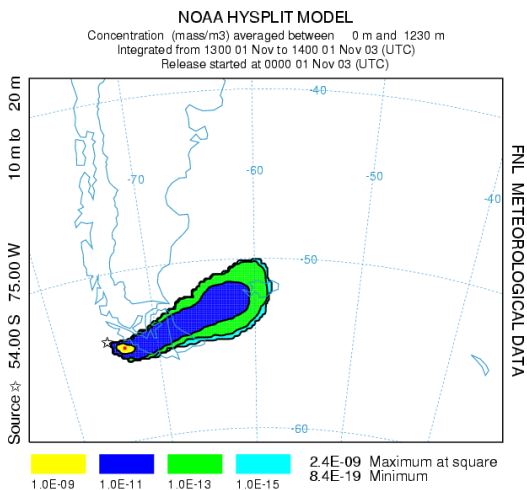 NOAA HYSPLIT MODEL
Concentration (mass/m3) averaged between 0 m and 1230 m
Integrated from 1300 01 Nov to 1400 01 Nov 03 (UTC)
Release started at 0000 01 Nov 03 (UTC)
Source ☆ 54.00 S 75.00 W 10 m to 20 m
-40
-70
-60
-50
-40
-50
-60
FNL METEOROLOGICAL DATA
1.0E-09 1.0E-11 1.0E-13 1.0E-15
2.4E-09 Maximum at square
8.4E-19 Minimum